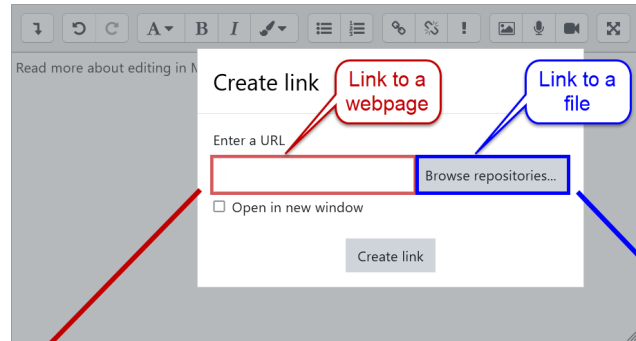 A B I !
Read more about editing in
Create link
Link to a
webpage
Link to a
file
Enter a URL
Browse repositories...
Open in new window
Create link